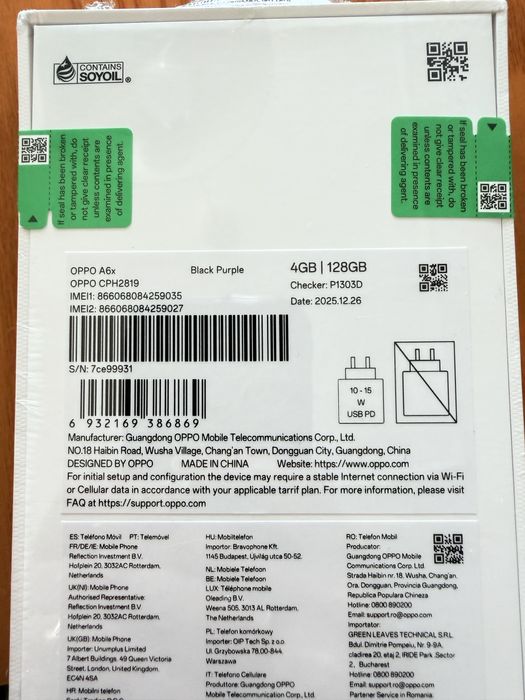 CONTAINS
SOYOIL®
If seal has been broken
or tampered with, do
not give clear receipt
unless contents are
examined in presence
of delivering agent.
If seal has been broken
or tampered with, do
not give clear receipt
unless contents are
examined in presence
of delivering agent.
OPPO A6x Black Purple 4GB | 128GB
OPPO CPH2819 Checker: P1303D
IMEI1: 866068084259035 Date: 2025.12.26
IMEI2: 866068084259027
S/N: 7ce99931
6 932169 386869
10 - 15
W
USB PD
Manufacturer: Guangdong OPPO Mobile Telecommunications Corp., Ltd.
NO.18 Haibin Road, Wusha Village, Chang'an Town, Dongguan City, Guangdong, China
DESIGNED BY OPPO MADE IN CHINA Website: https://www.oppo.com
For initial setup and configuration the device may require a stable Internet connection via Wi-Fi
or Cellular data in accordance with your applicable tarrif plan. For more information, please visit
FAQ at https://support.oppo.com
ES: Teléfono Móvil PT: Telemóvel
FR/DE/IE: Mobile Phone
Reflection Investment B.V.
Hofplein 20, 3032AC Rotterdam,
Netherlands
UK(NI): Mobile Phone
Authorised Representative:
Reflection Investment B.V.
Hofplein 20, 3032AC Rotterdam,
Netherlands
UK(GB): Mobile Phone
Importer: Unumplus Limited
7 Albert Buildings, 49 Queen Victoria
Street, London, United Kingdom,
EC4N 4SA
HR: Mobilni telefon
HU: Mobiltelefon
Importor: Bravophone Kft.
1145 Budapest, Újvilág utca 50-52.
NL: Mobiele Telefoon
BE: Mobiele Telefoon
LUX: Téléphone mobile
Oleading B.V.
Weena 505, 3013 AL Rotterdam,
The Netherlands
PL: Telefon komórkowy
Importer: OIP Tech Sp. z o.o.
Ul. Grzybowska 78, 00-844,
Warszawa
IT: Telefono Cellulare
Produttore: Guangdong OPPO
Mobile Telecommunications Corp., Ltd.
RO: Telefon Mobil
Producator:
Guangdong OPPO Mobile
Communications Corp. Ltd.
Strada Haibin nr. 18, Wusha, Chang'an,
Ora. Dongguan, Provincia Guangdong,
Republica Populara Chineza
Hotline: 0800 890200
Email: support.ro@oppo.com
Importator:
GREEN LEAVES TECHNICAL S.R.L
Bdul. Dimitrie Pompeiu, Nr. 9-9A,
cladirea 20, etaj 2, IRIDE Park, Sector
2, Bucharest
Hotline: 0800 890200
Email: support.ro@oppo.com
Partener Service in Romania: